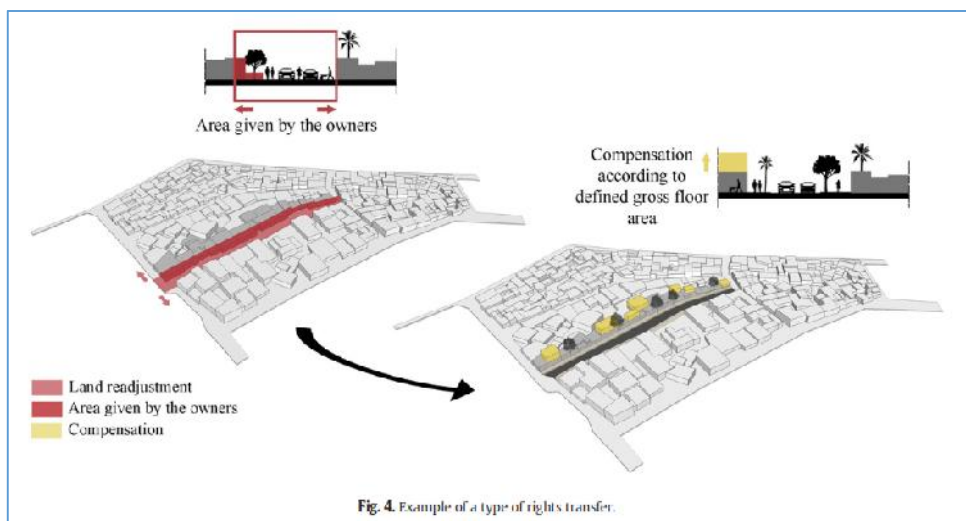 Area given by the owners
Compensation
according to
defined gross floor
area
Land readjustment
Area given by the owners
Compensation
Fig. 4. Example of a type of rights transfer.